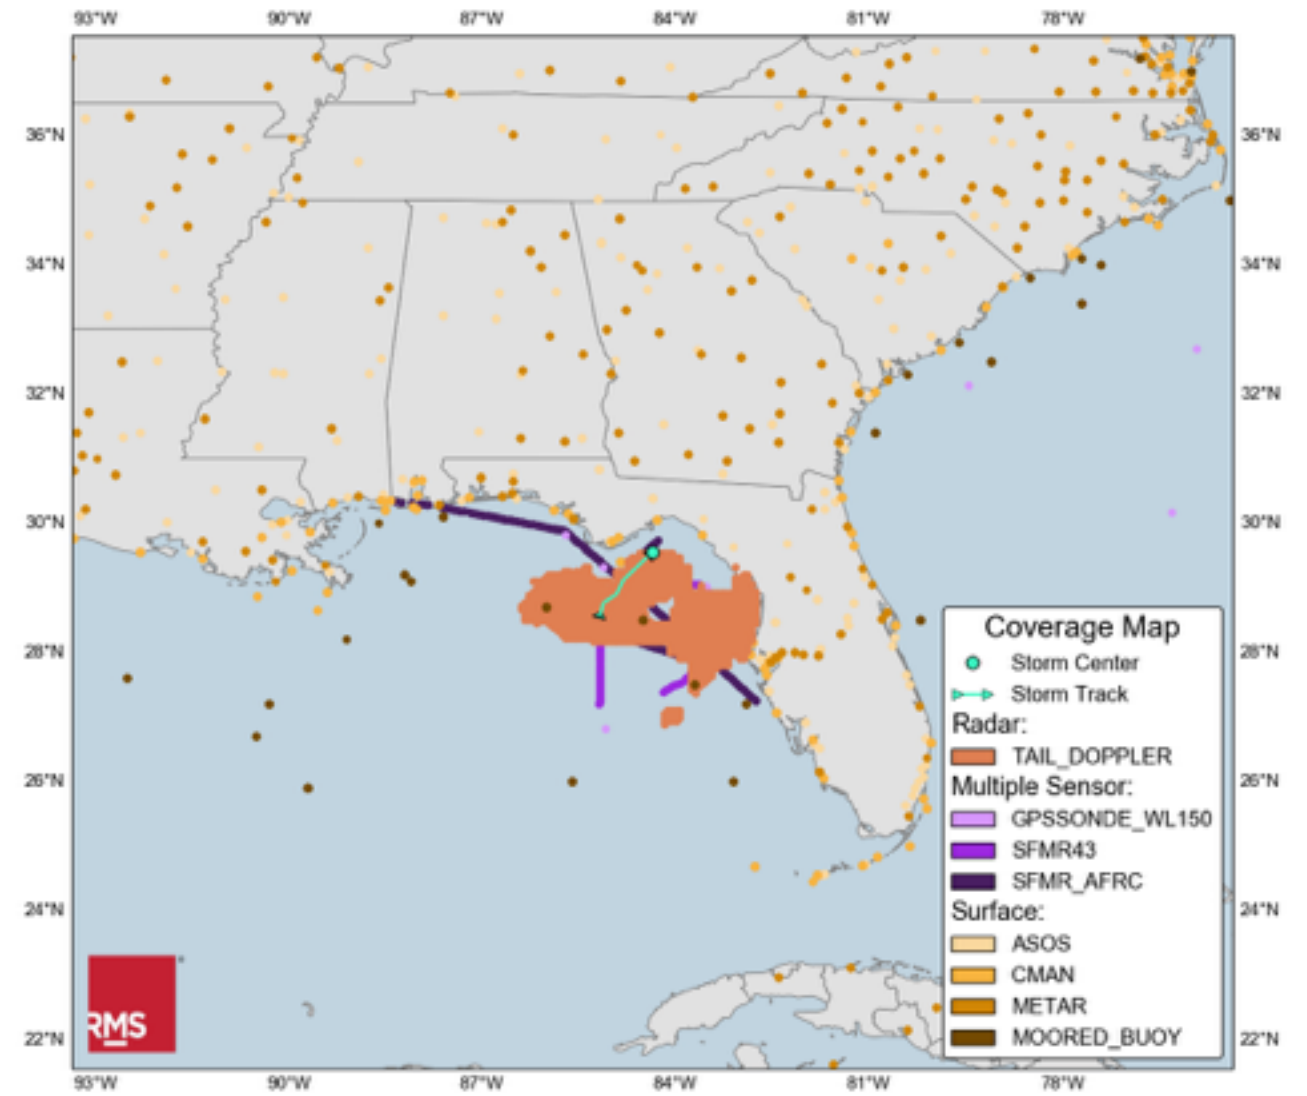 93°W 90°W 87°W 84°W 81°W 78°W
36°N 36°N
34°N 34°N
32°N 32°N
30°N 30°N
28°N 28°N
26°N 26°N
24°N 24°N
22°N 22°N
Coverage Map
Storm Center
Storm Track
Radar:
TAIL_DOPPLER
Multiple Sensor:
GPSSONDE_WL150
SFMR43
SFMR_AFRC
Surface:
ASOS
CMAN
METAR
MOORED_BUOY
RMS
93°W 90°W 87°W 84°W 81°W 78°W